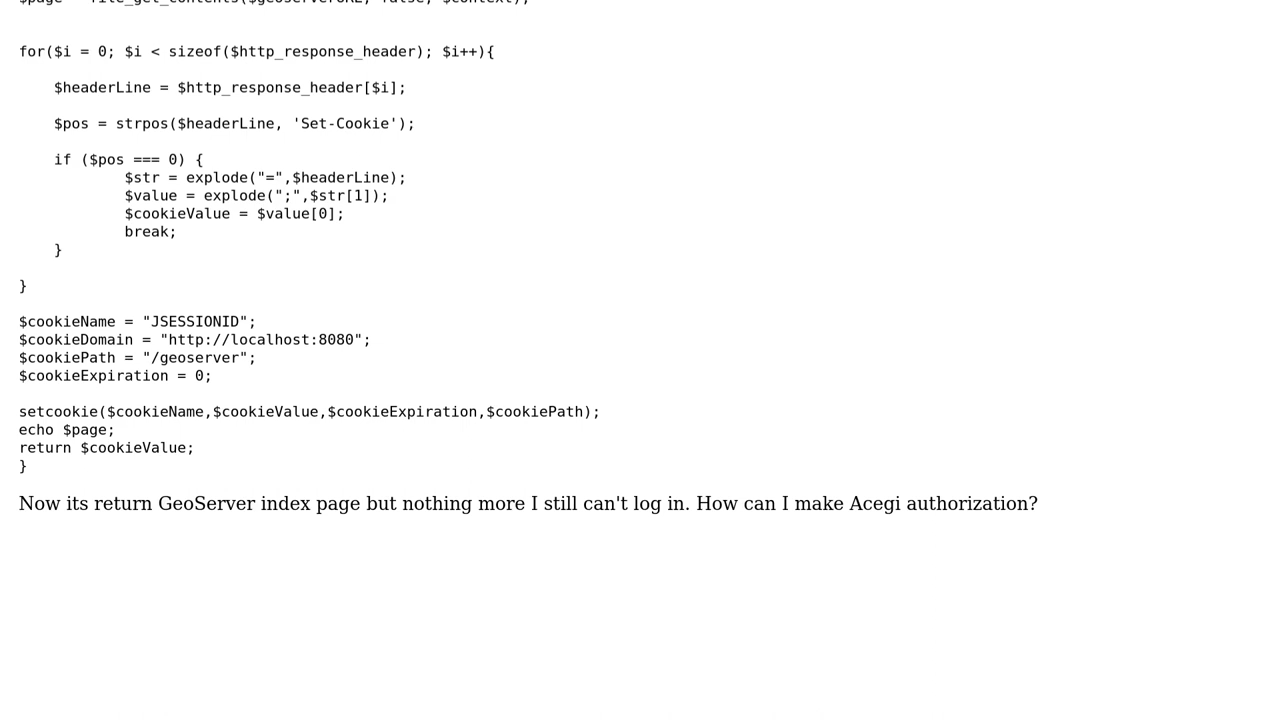 for($i = 0; $i < sizeof($http_response_header); $i++){
$headerLine = $http_response_header[$i];
$pos = strpos($headerLine, 'Set-Cookie');
if ($pos === 0) {
$str = explode("=",$headerLine);
$value = explode(";",$str[1]);
$cookieValue = $value[0];
break;
}
}
$cookieName = "JSESSIONID";
$cookieDomain = "http://localhost:8080";
$cookiePath = "/geoserver";
$cookieExpiration = 0;
setcookie($cookieName,$cookieValue,$cookieExpiration,$cookiePath);
echo $page;
return $cookieValue;
}
Now its return GeoServer index page but nothing more I still can't log in. How can I make Acegi authorization?